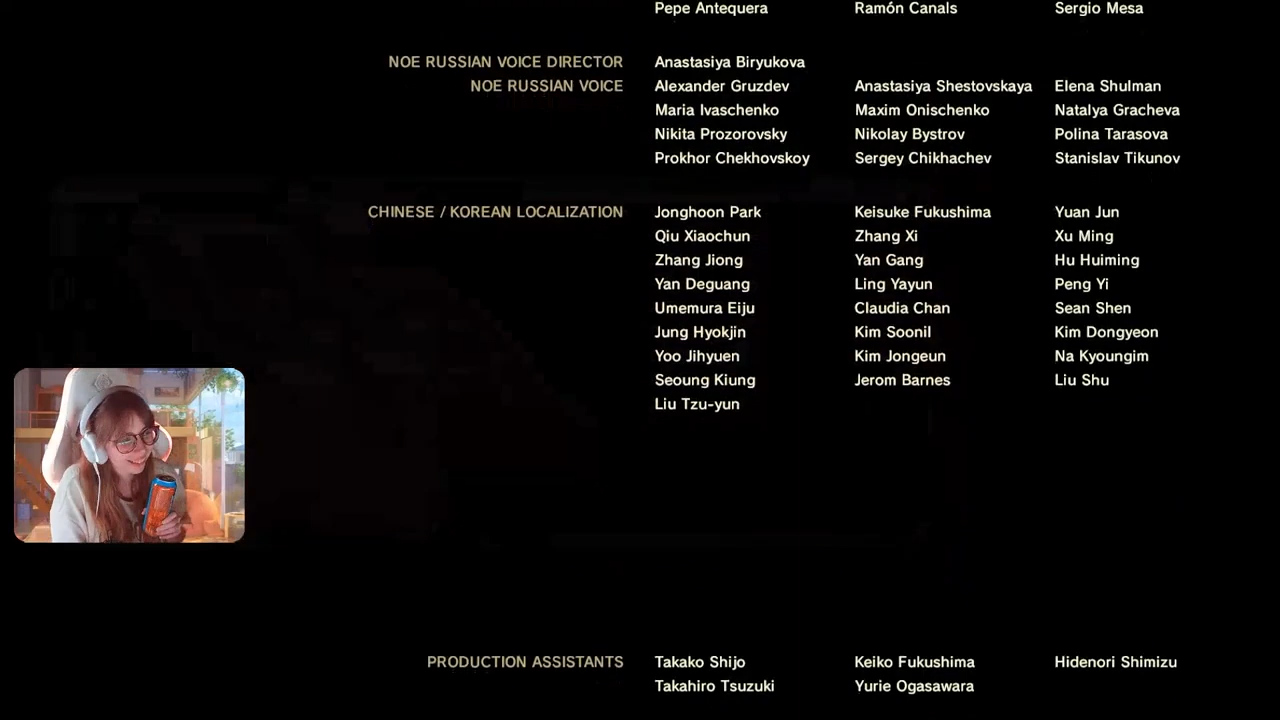 Pepe Antequera Ramón Canals Sergio Mesa
NOE RUSSIAN VOICE DIRECTOR Anastasiya Biryukova
NOE RUSSIAN VOICE Alexander Gruzdev Anastasiya Shestovskaya Elena Shulman
Maria Ivaschenko Maxim Onischenko Natalya Gracheva
Nikita Prozorovsky Nikolay Bystrov Polina Tarasova
Prokhor Chekhovskoy Sergey Chikhachev Stanislav Tikunov
CHINESE / KOREAN LOCALIZATION Jonghoon Park Keisuke Fukushima Yuan Jun
Qiu Xiaochun Zhang Xi Xu Ming
Zhang Jiong Yan Gang Hu Huiming
Yan Deguang Ling Yayun Peng Yi
Umemura Eiju Claudia Chan Sean Shen
Jung Hyokjin Kim Soonil Kim Dongyeon
Yoo Jihyuen Kim Jongeun Na Kyoungim
Seoung Kiung Jerom Barnes Liu Shu
Liu Tzu-yun
PRODUCTION ASSISTANTS Takako Shijo Keiko Fukushima Hidenori Shimizu
Takahiro Tsuzuki Yurie Ogasawara